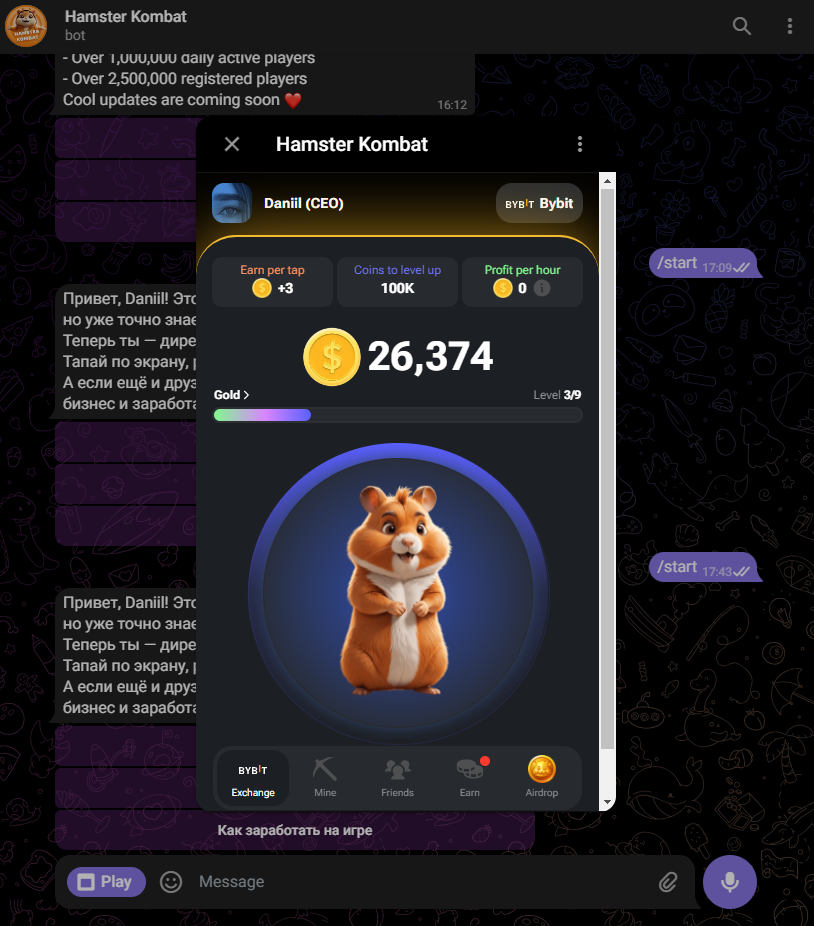 Hamster Kombat
bot
- Over 1,000,000 daily active players
- Over 2,500,000 registered players
Cool updates are coming soon ❤️
16:12
Hamster Kombat
Daniil (CEO)
BYBIT Bybit
Earn per tap
+3
Coins to level up
100K
Profit per hour
0
26,374
Gold >
Level 3/9
/start 17:09
Привет, Daniil! Это
но уже точно знае
Теперь ты — дире
Тапай по экрану, р
А если ещё и друз
бизнес и заработа
/start 17:43
Привет, Daniil! Это
но уже точно знае
Теперь ты — дире
Тапай по экрану, р
А если ещё и друз
бизнес и заработа
BYBIT
Exchange
Mine
Friends
Earn
Airdrop
Как заработать на игре
Play
Message